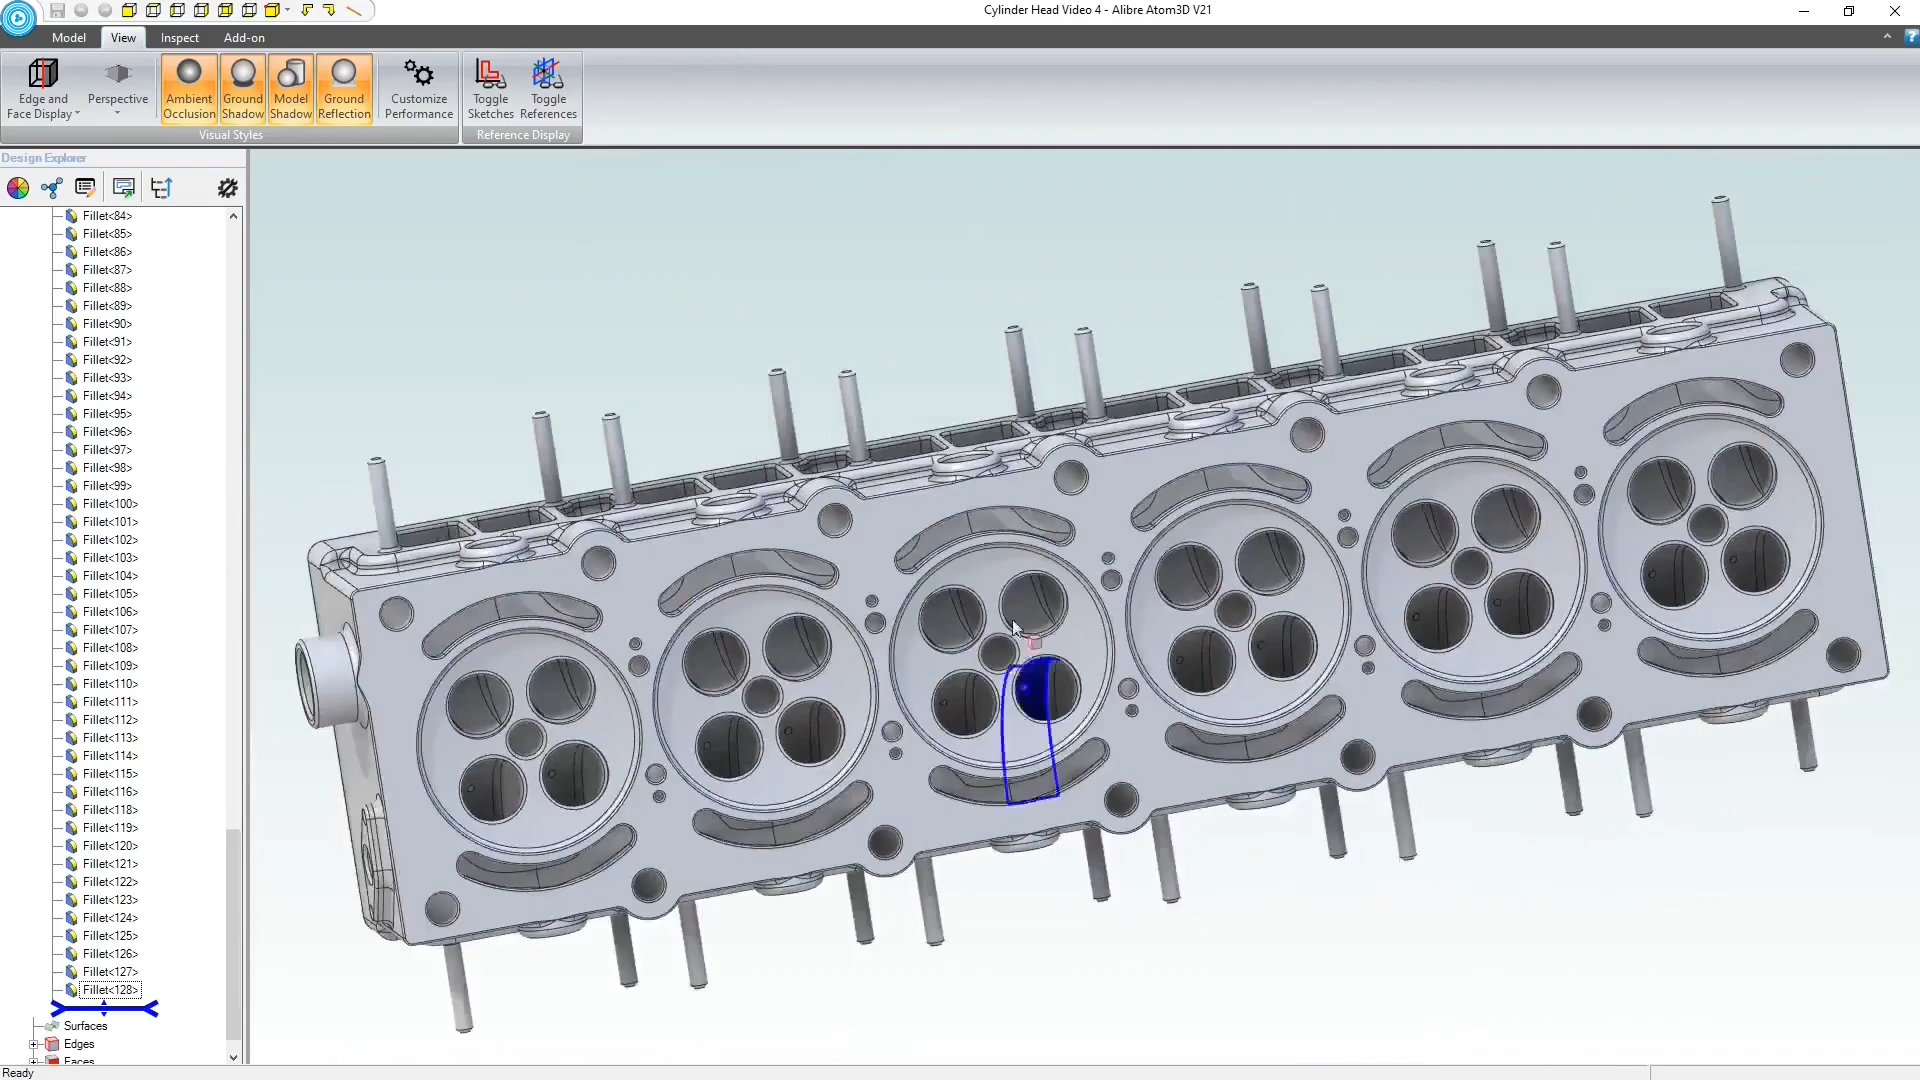 Cylinder Head Video 4 - Alibre Atom3D V21
Model View Inspect Add-on
Edge and Face Display
Perspective
Ambient Occlusion
Ground Shadow
Model Shadow
Ground Reflection
Customize Performance
Toggle Sketches
Toggle References
Visual Styles
Reference Display
Design Explorer
Fillet<84>
Fillet<85>
Fillet<86>
Fillet<87>
Fillet<88>
Fillet<89>
Fillet<90>
Fillet<91>
Fillet<92>
Fillet<93>
Fillet<94>
Fillet<95>
Fillet<96>
Fillet<97>
Fillet<98>
Fillet<99>
Fillet<100>
Fillet<101>
Fillet<102>
Fillet<103>
Fillet<104>
Fillet<105>
Fillet<106>
Fillet<107>
Fillet<108>
Fillet<109>
Fillet<110>
Fillet<111>
Fillet<112>
Fillet<113>
Fillet<114>
Fillet<115>
Fillet<116>
Fillet<118>
Fillet<119>
Fillet<120>
Fillet<121>
Fillet<122>
Fillet<123>
Fillet<124>
Fillet<125>
Fillet<126>
Fillet<127>
Fillet<128>
Surfaces
Edges
Faces
Ready